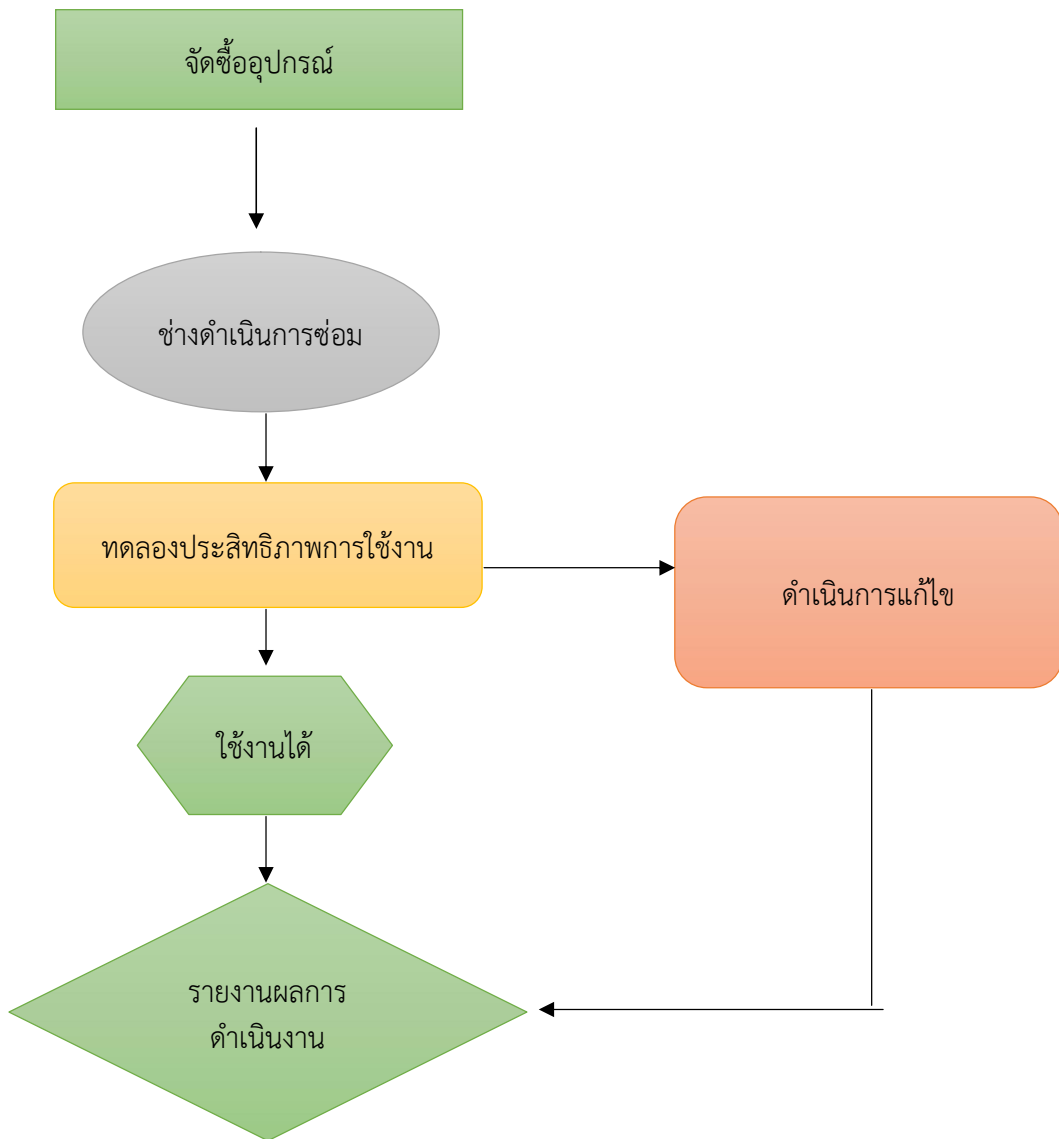 จัดซื้ออุปกรณ์
ช่างดำเนินการซ่อม
ทดลองประสิทธิภาพการใช้งาน
ดำเนินการแก้ไข
ใช้งานได้
รายงานผลการ
ดำเนินงาน